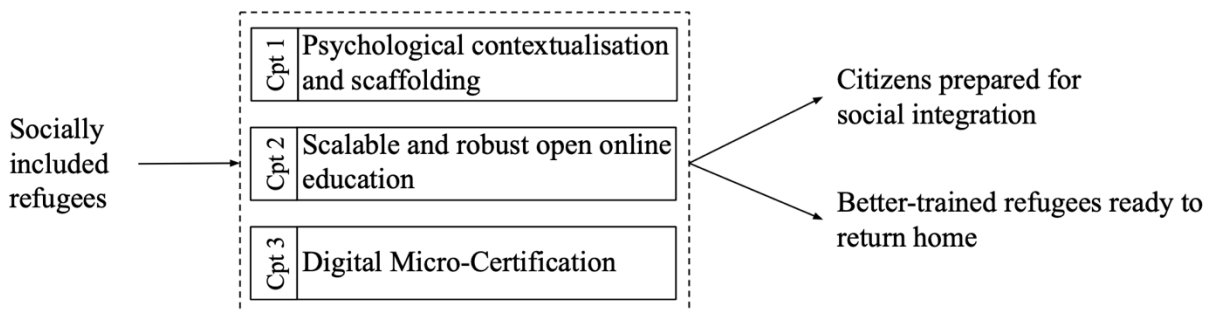 Socially
included
refugees
Cpt 1
Psychological contextualisation
and scaffolding
Cpt 2
Scalable and robust open online
education
Cpt 3
Digital Micro-Certification
Citizens prepared for
social integration
Better-trained refugees ready to
return home